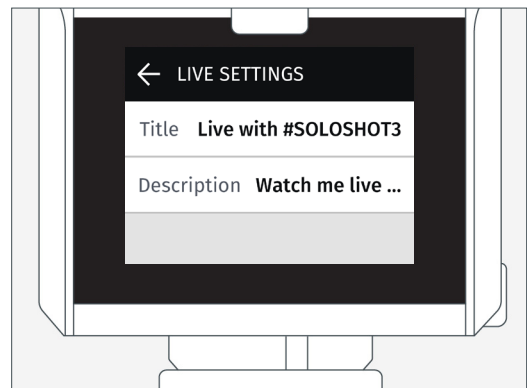 ← LIVE SETTINGS
Title Live with #SOLOSHOT3
Description Watch me live ...